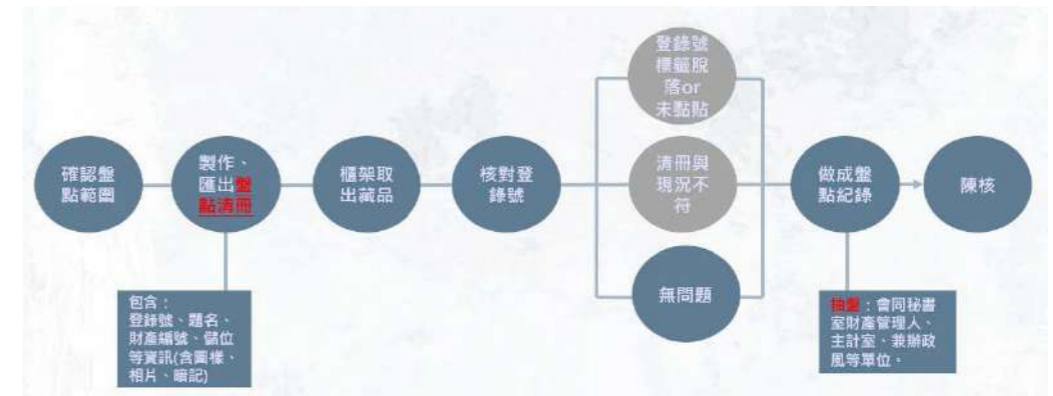 確認盤
點範圍
製作、
匯出盤
點清冊
包含：
登錄號、題名、
財產編號、儲位
等資訊(含圖樣、
相片、暗記)
櫃架取
出藏品
核對登
錄號
登錄號
標籤脫
落or
未黏貼
清冊與
現況不
符
無問題
做成盤
點紀錄
抽盤：會同秘書
室財產管理人、
主計室、兼辦政
風等單位。
陳核